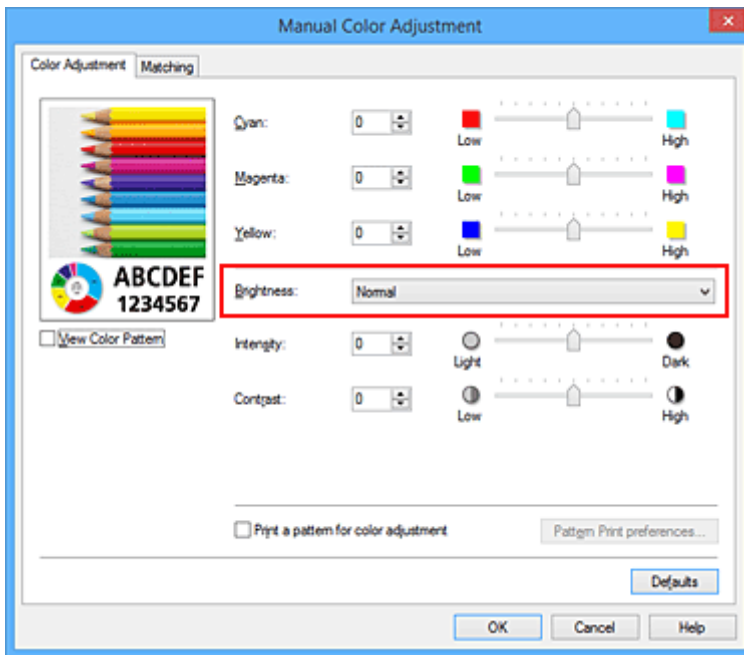 Manual Color Adjustment
Color Adjustment
Matching
Cyan:
0
Low
High
Magenta:
0
Low
High
Yellow:
0
Low
High
ABCDEF
1234567
Brightness:
Normal
View Color Pattern
Intensity:
0
Light
Dark
Contrast:
0
Low
High
Print a pattern for color adjustment
Pattern Print preferences...
Defaults
OK
Cancel
Help